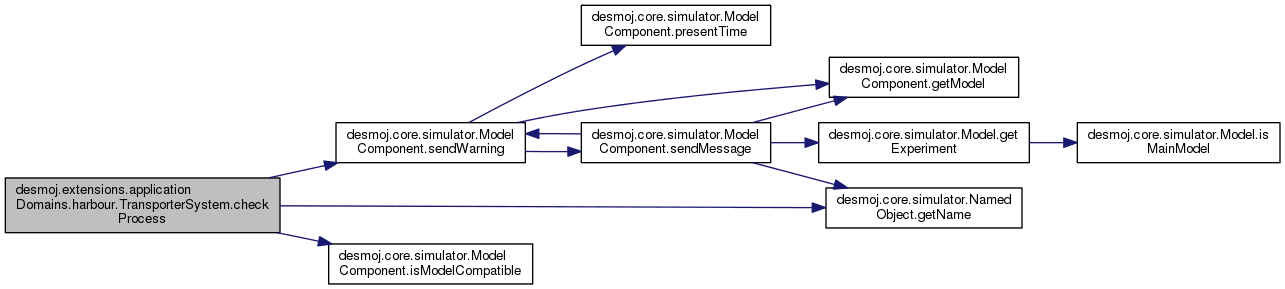 desmoj.core.simulator.Model
Component.presentTime
desmoj.core.simulator.Model
Component.getModel
desmoj.core.simulator.Model
Component.sendWarning
desmoj.core.simulator.Model
Component.sendMessage
desmoj.core.simulator.Model.get
Experiment
desmoj.core.simulator.Model.is
MainModel
desmoj.extensions.application
Domains.harbour.TransporterSystem.check
Process
desmoj.core.simulator.Named
Object.getName
desmoj.core.simulator.Model
Component.isModelCompatible